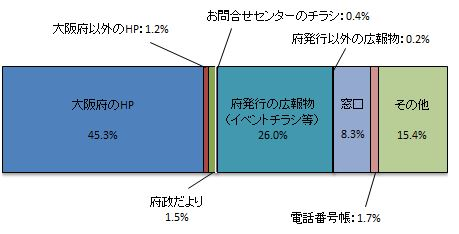 お問合せセンターのチラシ：0.4%
大阪府以外のHP：1.2%
府発行以外の広報物：0.2%
大阪府のHP
45.3%
府発行の広報物
（イベントチラシ等）
26.0%
窓口
8.3%
その他
15.4%
府政だより
1.5%
電話番号帳：1.7%